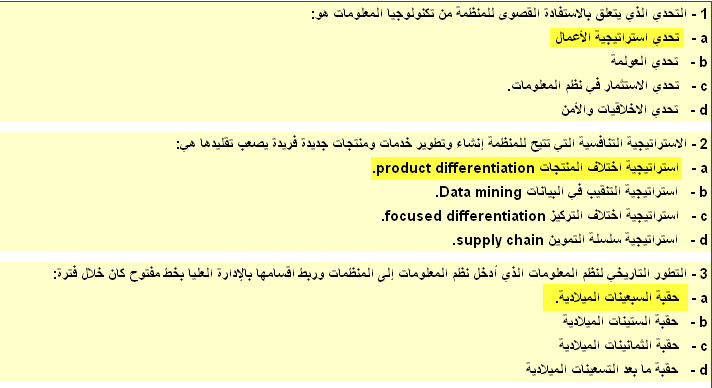 1 - التحدي الذي يتعلق بالاستفادة القصوى للمنظمة من تكنولوجيا المعلومات هو:
a - تحدي استراتيجية الأعمال
b - تحدي العولمة
c - تحدي الاستثمار في نظم المعلومات.
d - تحدي الاخلاقيات والأمن
2 - الاستراتيجية التنافسية التي تتيح للمنظمة إنشاء وتطوير خدمات ومنتجات جديدة فريدة يصعب تقليدها هي:
a - استراتيجية اختلاف المنتجات product differentiation.
b - استراتيجية التنقيب في البيانات Data mining.
c - استراتيجية اختلاف التركيز focused differentiation.
d - استراتيجية سلسلة التموين supply chain.
3 - التطور التاريخي لنظم المعلومات الذي أدخل نظم المعلومات إلى المنظمات وربط اقسامها بالإدارة العليا بخط مفتوح كان خلال فترة:
a - حقبة السبعينات الميلادية.
b - حقبة الستينات الميلادية
c - حقبة الثمانينات الميلادية
d - حقبة ما بعد التسعينات الميلادية